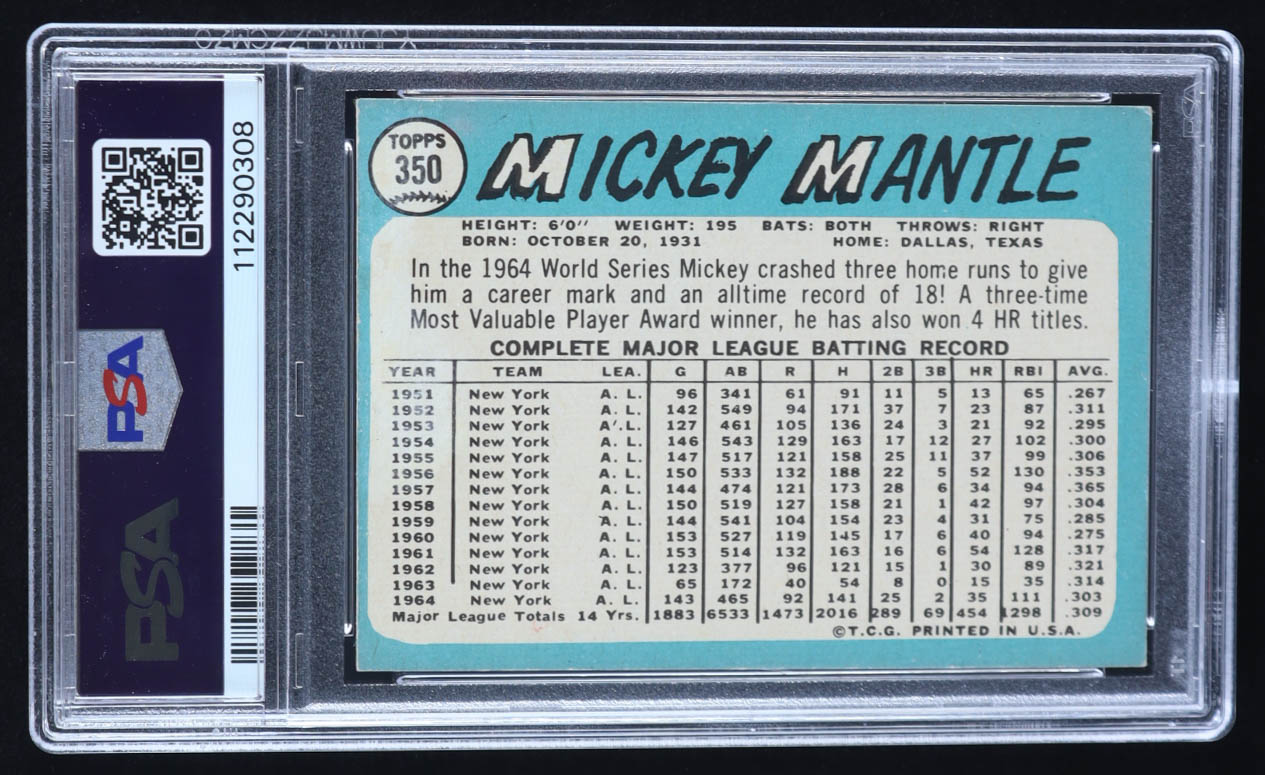 TOPPS
350
MICKEY MANTLE
HEIGHT: 6'0" WEIGHT: 195 BATS: BOTH THROWS: RIGHT
BORN: OCTOBER 20, 1931 HOME: DALLAS, TEXAS
In the 1964 World Series Mickey crashed three home runs to give
him a career mark and an alltime record of 18! A three-time
Most Valuable Player Award winner, he has also won 4 HR titles.
COMPLETE MAJOR LEAGUE BATTING RECORD
YEAR TEAM LEA. G AB R H 2B 3B HR RBI AVG.
1951 New York A. L. 96 341 61 91 11 5 13 65 .267
1952 New York A. L. 142 549 94 171 37 7 23 87 .311
1953 New York A. L. 127 461 105 136 24 3 21 92 .295
1954 New York A. L. 146 543 129 163 17 12 27 102 .300
1955 New York A. L. 147 517 121 158 25 11 37 99 .306
1956 New York A. L. 150 533 132 188 22 5 52 130 .353
1957 New York A. L. 144 474 121 173 28 6 34 94 .365
1958 New York A. L. 150 519 127 158 21 1 42 97 .304
1959 New York A. L. 144 541 104 154 23 4 31 75 .285
1960 New York A. L. 153 527 119 145 17 6 40 94 .275
1961 New York A. L. 153 514 132 163 16 6 54 128 .317
1962 New York A. L. 123 377 96 121 15 1 30 89 .321
1963 New York A. L. 65 172 40 54 8 0 15 35 .314
1964 New York A. L. 143 465 92 141 25 2 35 111 .303
Major League Totals 14 Yrs. 1883 6533 1473 2016 289 69 454 1298 .309
©T.C.G. PRINTED IN U.S.A.
112290308
PSA
PSA
PSA